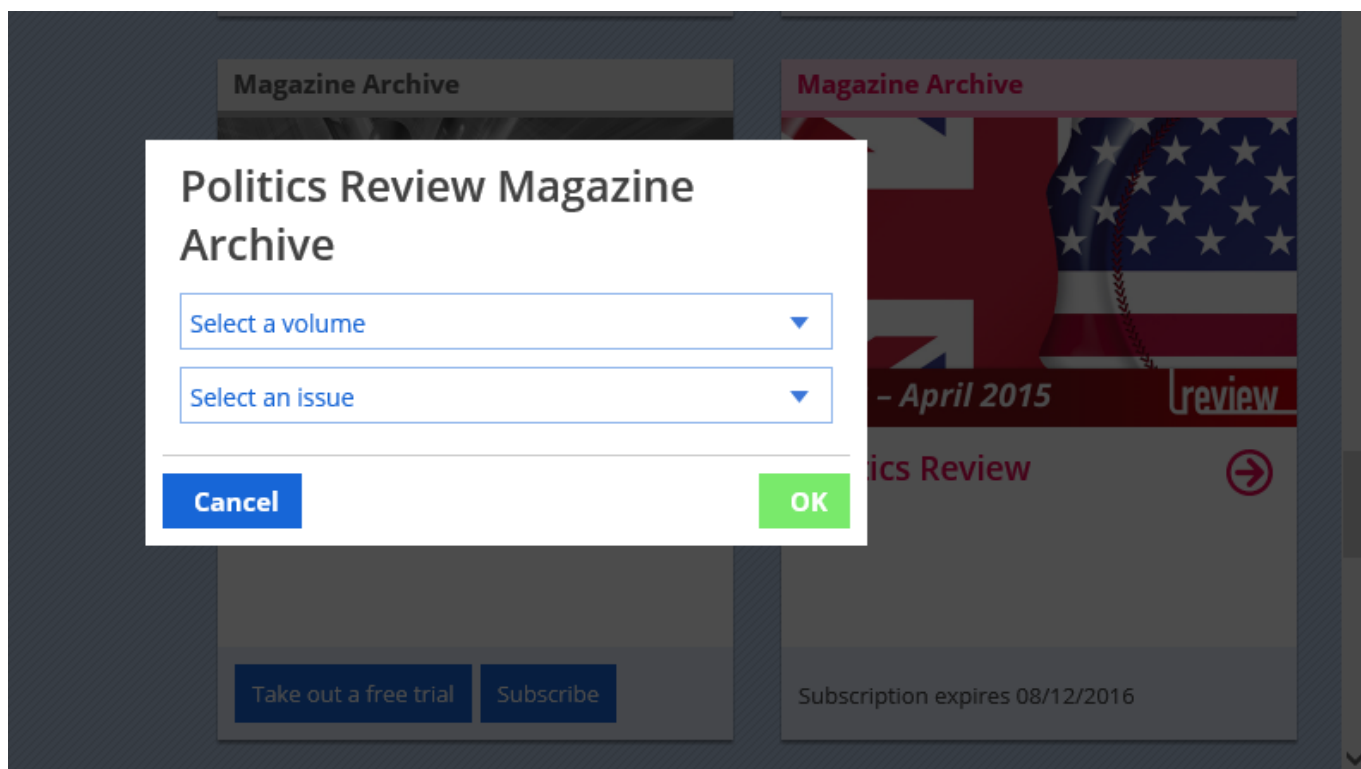 Magazine Archive
Magazine Archive
Politics Review Magazine
Archive
Select a volume
Select an issue
Cancel
OK
– April 2015
review
ics Review
Take out a free trial
Subscribe
Subscription expires 08/12/2016